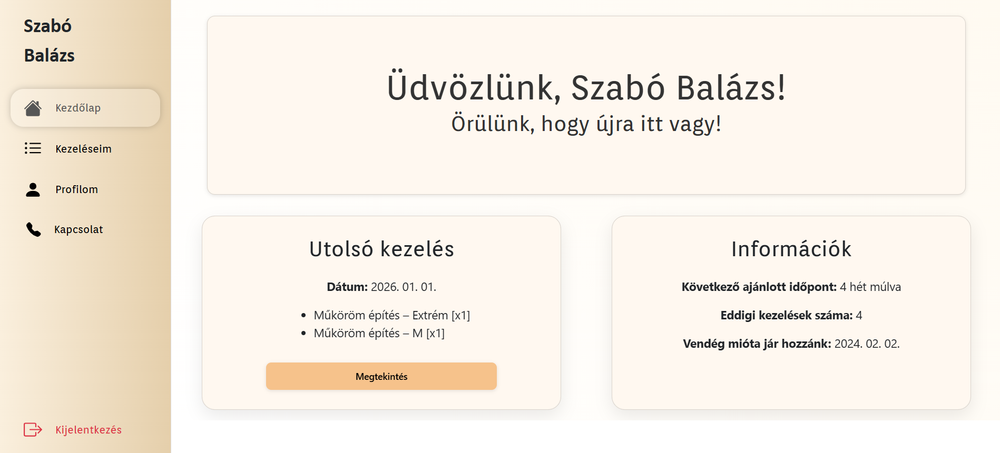 Szabó
Balázs
Kezdőlap
Kezeléseim
Profilom
Kapcsolat
Kijelentkezés
Üdvözlünk, Szabó Balázs!
Örülünk, hogy újra itt vagy!
Utolsó kezelés
Dátum: 2026. 01. 01.
Műköröm építés – Extrém [x1]
Műköröm építés – M [x1]
Megtekintés
Információk
Következő ajánlott időpont: 4 hét múlva
Eddigi kezelések száma: 4
Vendég mióta jár hozzánk: 2024. 02. 02.